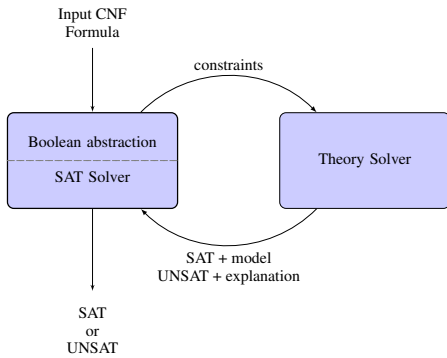 Input CNF
Formula
constraints
Boolean abstraction
SAT Solver
Theory Solver
SAT + model
UNSAT + explanation
SAT
or
UNSAT